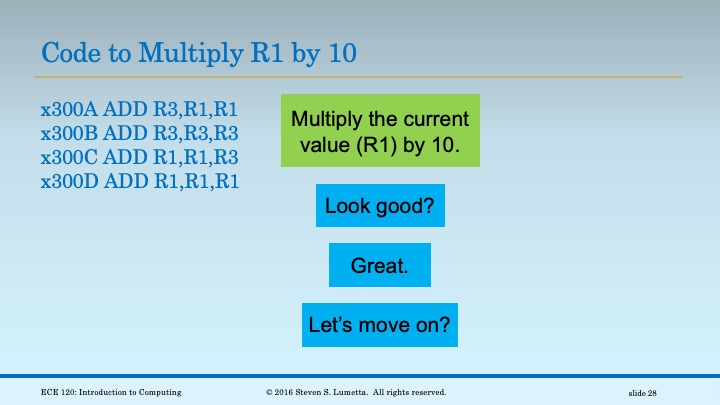 Code to Multiply R1 by 10
x300A ADD R3,R1,R1
x300B ADD R3,R3,R3
x300C ADD R1,R1,R3
x300D ADD R1,R1,R1
Multiply the current
value (R1) by 10.
Look good?
Great.
Let’s move on?
ECE 120: Introduction to Computing
© 2016 Steven S. Lumetta.  All rights reserved.
slide 28